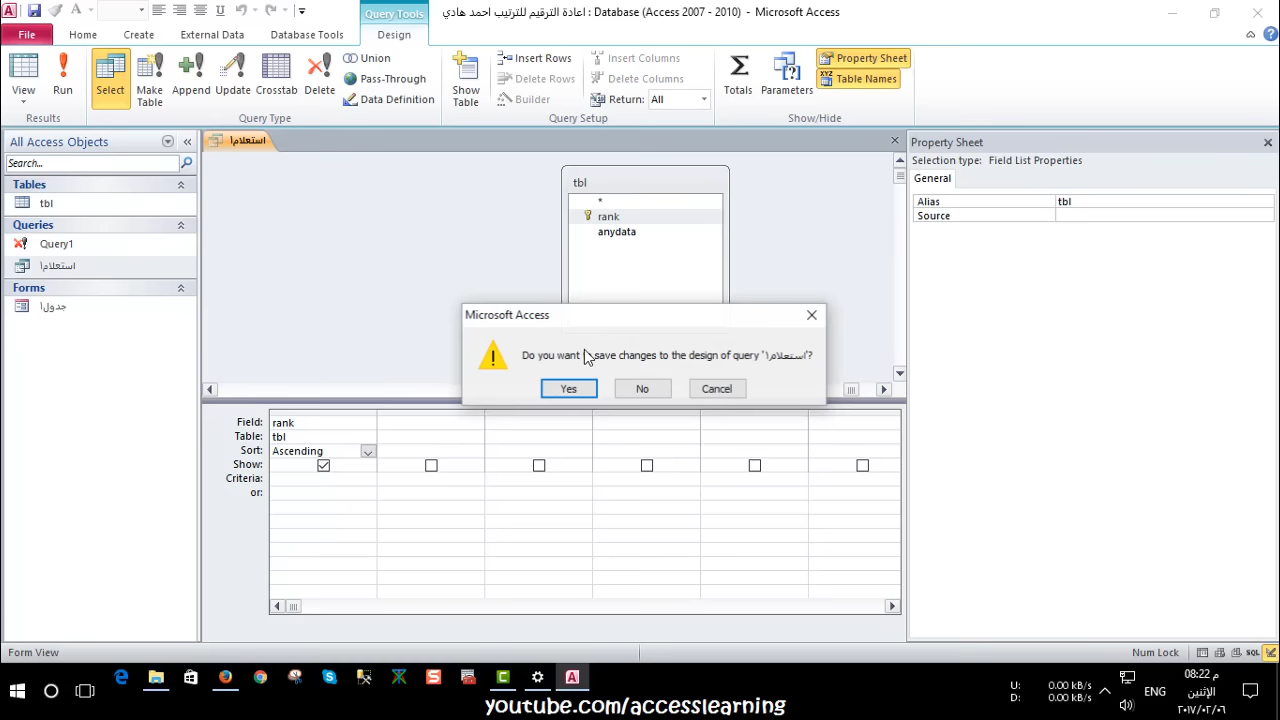 Query Tools
اعادة الترقيم للترتيب احمد هادي : Database (Access 2007 - 2010) - Microsoft Access
File
Home
Create
External Data
Database Tools
Design
View
Run
Select
Make Table
Append
Update
Crosstab
Delete
Union
Pass-Through
Data Definition
Show Table
Insert Rows
Delete Rows
Builder
Insert Columns
Delete Columns
Return: All
Totals
Parameters
Property Sheet
Table Names
Results
Query Type
Query Setup
Show/Hide
All Access Objects
Search...
Tables
tbl
Queries
Query1
استعلام١
Forms
جدول١
استعلام١
tbl
*
rank
anydata
Microsoft Access
Do you want save changes to the design of query 'استعلام١'?
Yes
No
Cancel
Field: rank
Table: tbl
Sort: Ascending
Show:
Criteria:
or:
Property Sheet
Selection type: Field List Properties
General
Alias tbl
Source
Form View
Num Lock
SQL
U: 0.00 kB/s
D: 0.00 kB/s
ENG
08:22 م
الإثنين
٢٠١٧/٠٢/٠٦
youtube.com/accesslearning